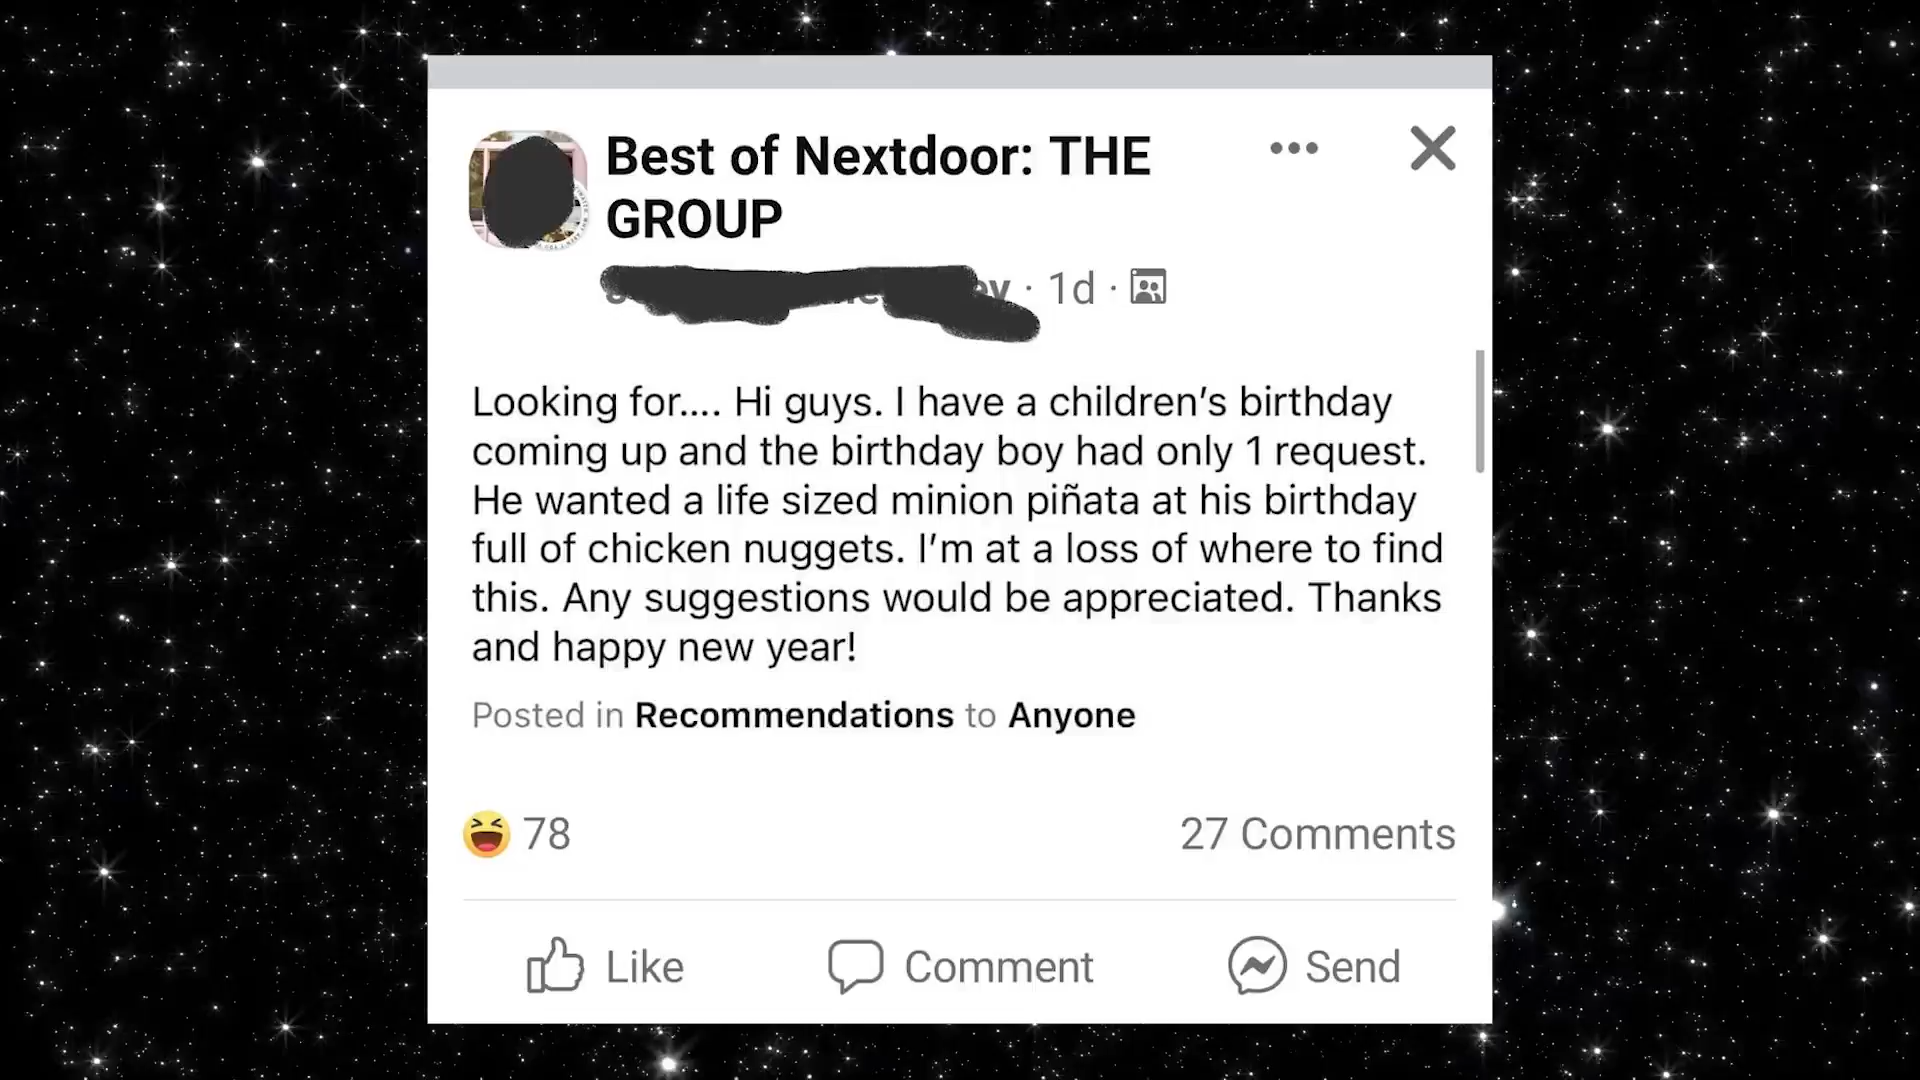 Best of Nextdoor: THE
GROUP
· 1d ·
Looking for.... Hi guys. I have a children’s birthday
coming up and the birthday boy had only 1 request.
He wanted a life sized minion piñata at his birthday
full of chicken nuggets. I’m at a loss of where to find
this. Any suggestions would be appreciated. Thanks
and happy new year!
Posted in Recommendations to Anyone
78
27 Comments
Like
Comment
Send